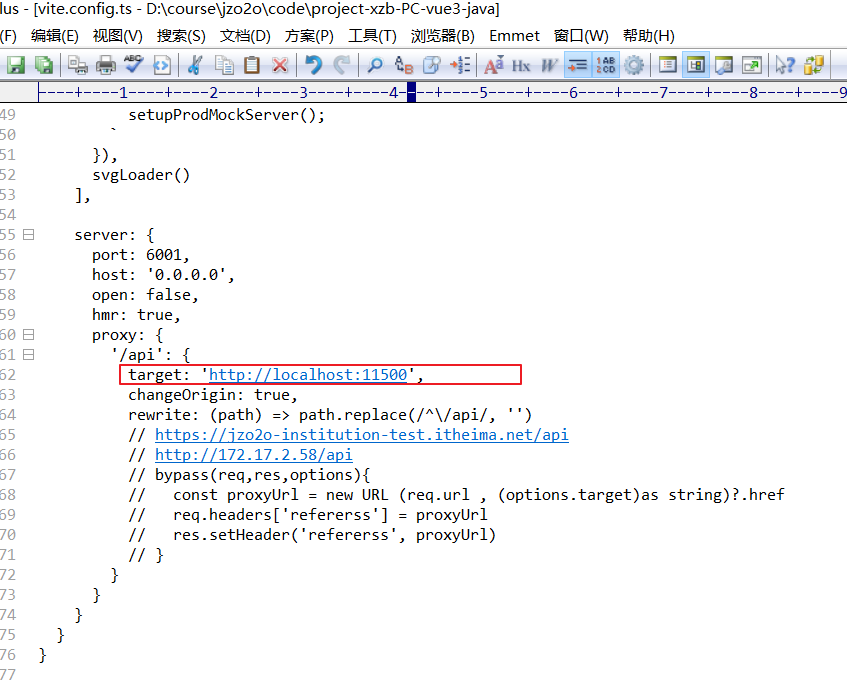 lus - [vite.config.ts - D:\course\jzo2o\code\project-xzb-PC-vue3-java]
(F) 编辑(E) 视图(V) 搜索(S) 文档(D) 方案(P) 工具(T) 浏览器(B) Emmet 窗口(W) 帮助(H)
----+----1----+----2----+----3----+----4----+----5----+----6----+----7----+----8----+----9
49 setupProdMockServer();
50 `
51 }),
52 svgLoader()
53 ],
54
55 server: {
56 port: 6001,
57 host: '0.0.0.0',
58 open: false,
59 hmr: true,
60 proxy: {
61 '/api': {
62 target: 'http://localhost:11500',
63 changeOrigin: true,
64 rewrite: (path) => path.replace(/^\/api/, '')
65 // https://jzo2o-institution-test.itheima.net/api
66 // http://172.17.2.58/api
67 // bypass(req,res,options){
68 //   const proxyUrl = new URL (req.url , (options.target)as string)?.href
69 //   req.headers['refererss'] = proxyUrl
70 //   res.setHeader('refererss', proxyUrl)
71 // }
72 }
73 }
74 }
75 }
76 }
77